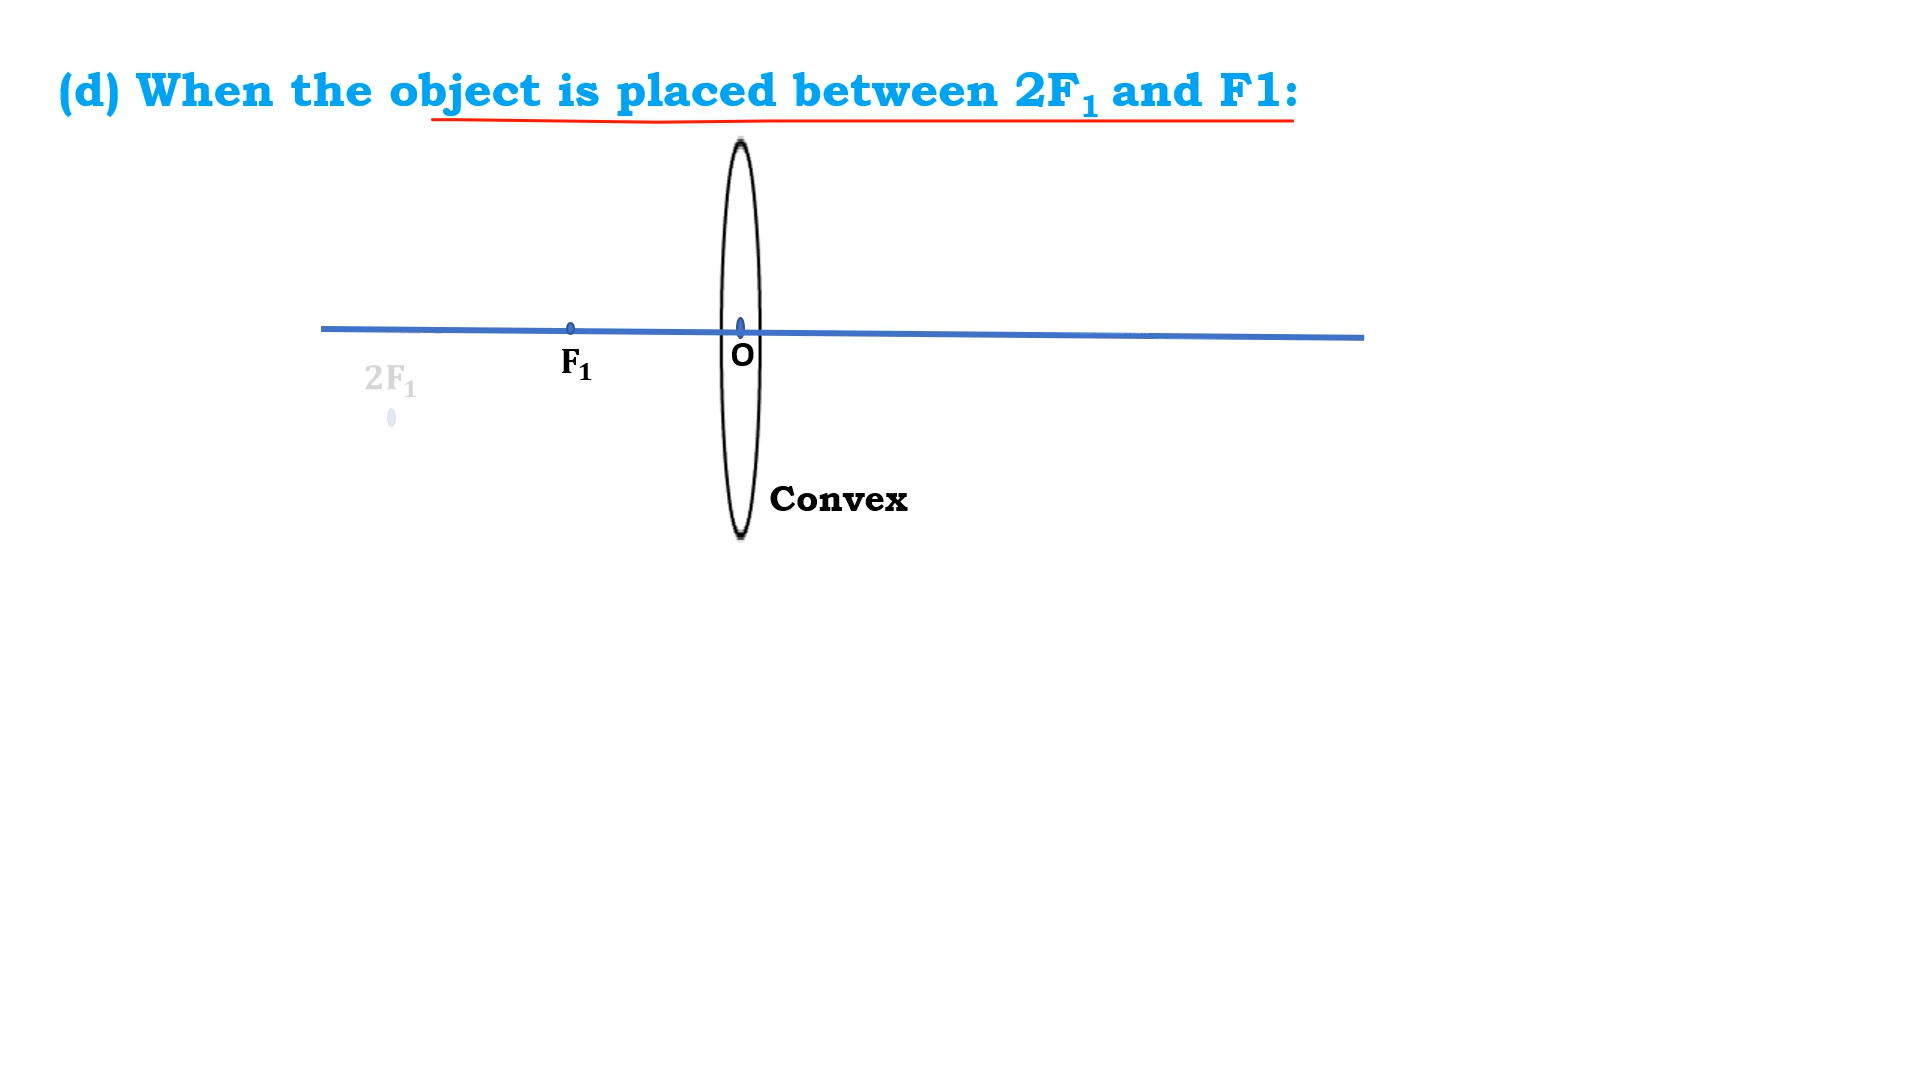 (d) When the object is placed between 2F₁ and F1:
F₁
O
2F₁
Convex